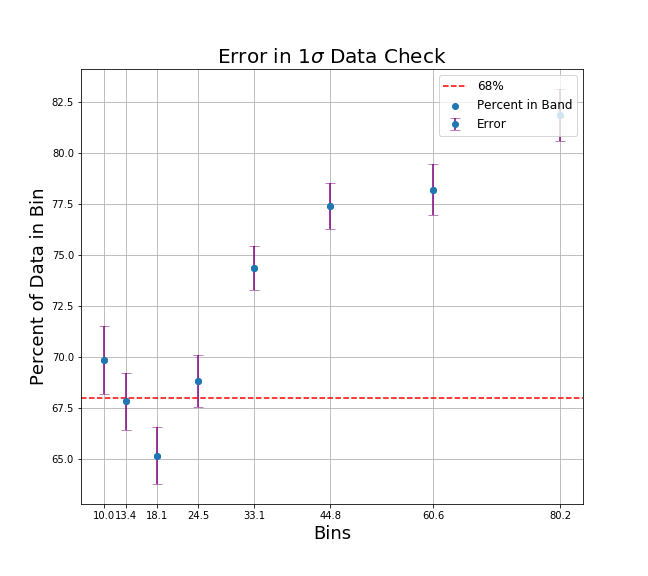 Error in 1σ Data Check
68%
Percent in Band
Error
82.5
80.0
77.5
75.0
72.5
70.0
67.5
65.0
Percent of Data in Bin
10.0 13.4 18.1 24.5 33.1 44.8 60.6 80.2
Bins